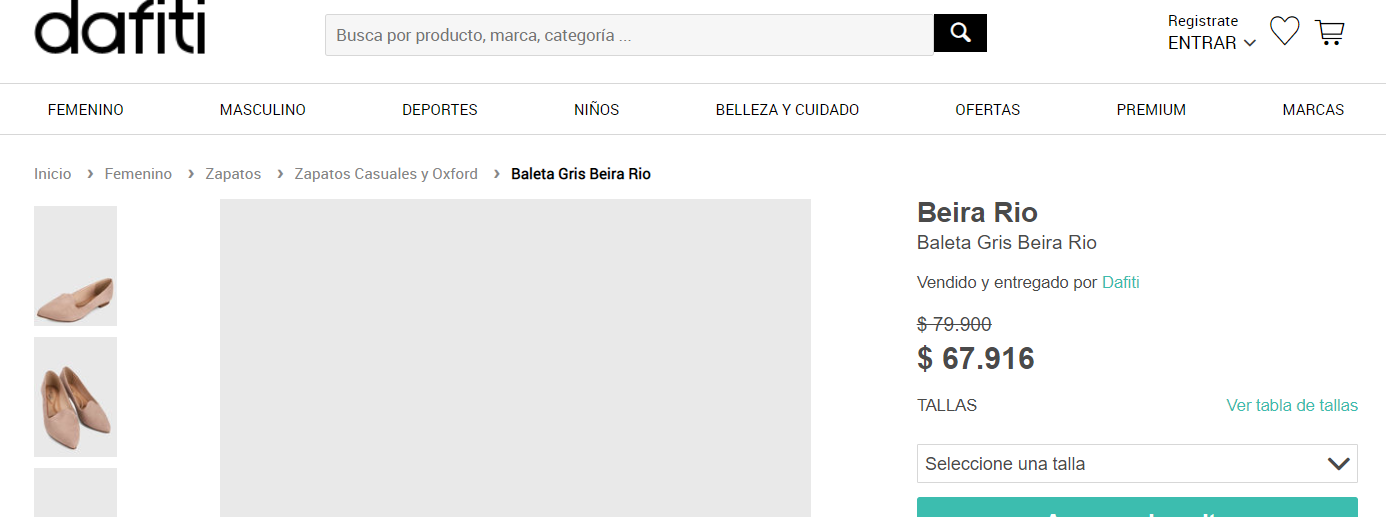 dafiti
Busca por producto, marca, categoría ...
Registrate
ENTRAR
FEMENINO MASCULINO DEPORTES NIÑOS BELLEZA Y CUIDADO OFERTAS PREMIUM MARCAS
Inicio › Femenino › Zapatos › Zapatos Casuales y Oxford › Baleta Gris Beira Rio
Beira Rio
Baleta Gris Beira Rio
Vendido y entregado por Dafiti
$ 79.900
$ 67.916
TALLAS Ver tabla de tallas
Seleccione una talla